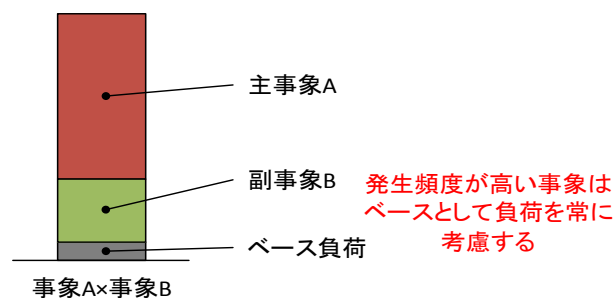 主事象A
副事象B
発生頻度が高い事象は
ベースとして負荷を常に
考慮する
ベース負荷
事象A×事象B